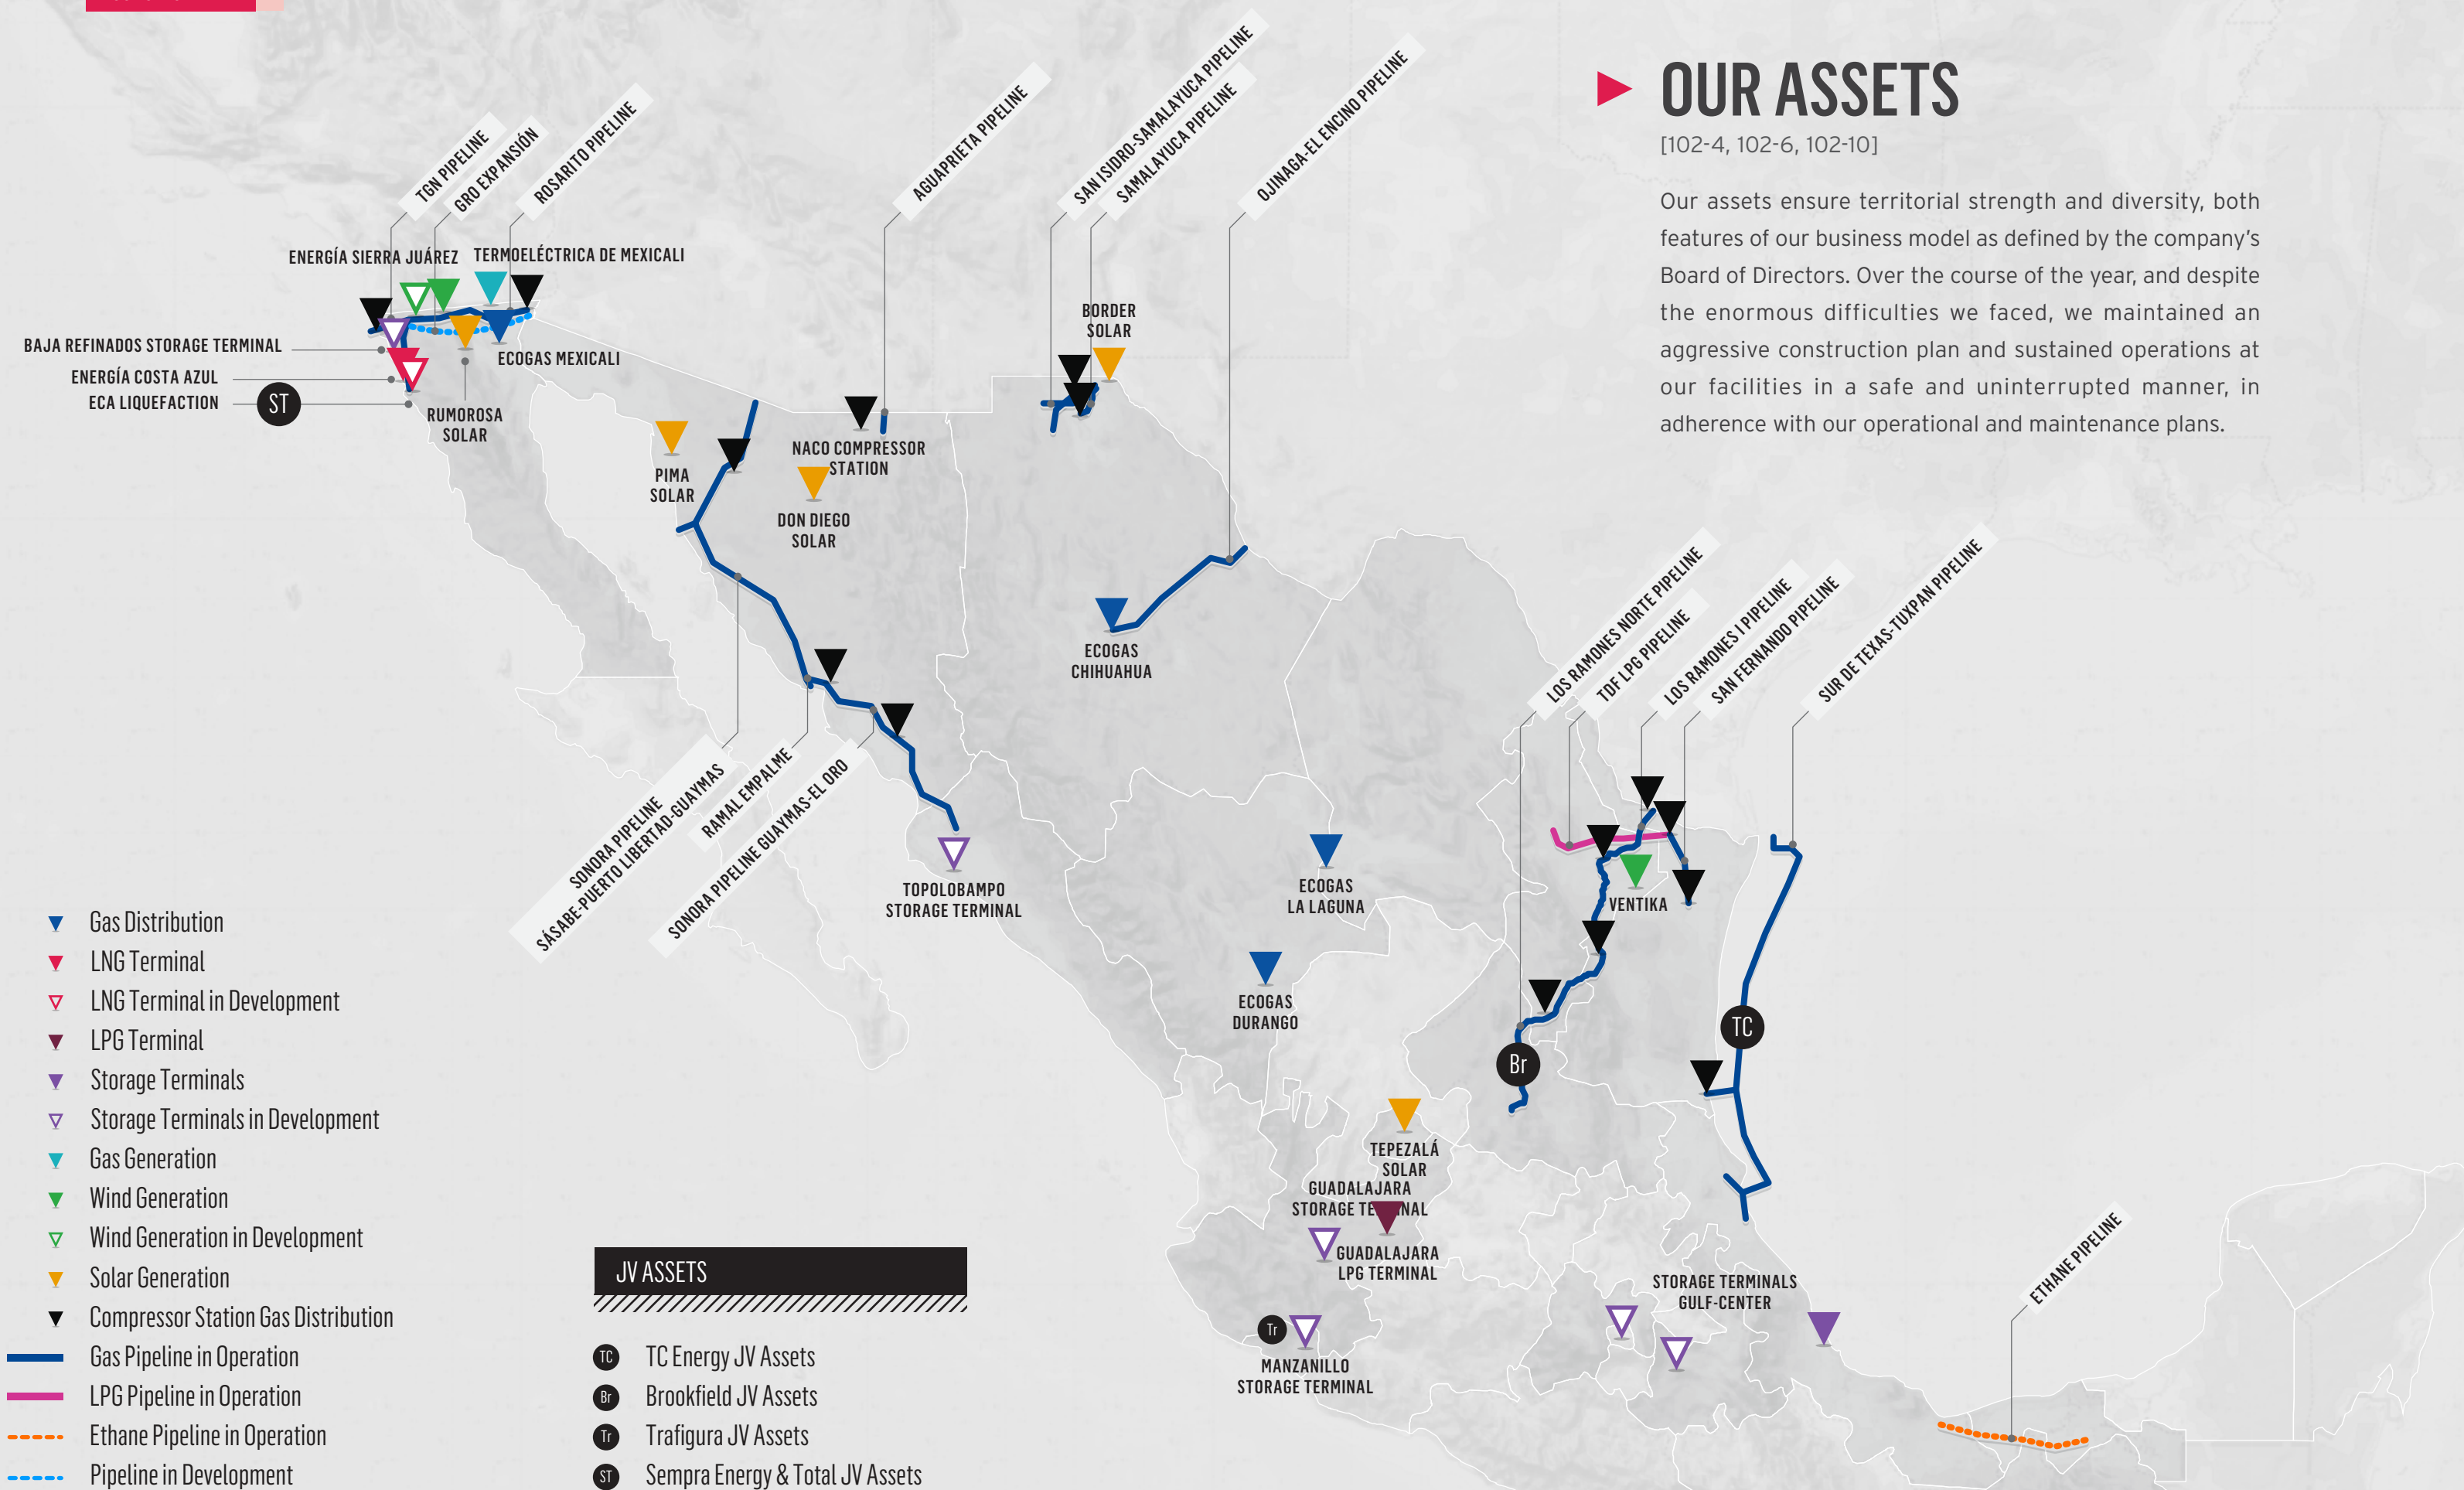 OUR ASSETS
[102-4, 102-6, 102-10]
Our assets ensure territorial strength and diversity, both
features of our business model as defined by the company's
Board of Directors. Over the course of the year, and despite
the enormous difficulties we faced, we maintained an
aggressive construction plan and sustained operations at
our facilities in a safe and uninterrupted manner, in
adherence with our operational and maintenance plans.
TGN PIPELINE
GRO EXPANSIÓN
ROSARITO PIPELINE
AGUAPRIETA PIPELINE
SAN ISIDRO-SAMALAYUCA PIPELINE
SAMALAYUCA PIPELINE
OJINAGA-EL ENCINO PIPELINE
ENERGÍA SIERRA JUÁREZ
TERMOELÉCTRICA DE MEXICALI
BAJA REFINADOS STORAGE TERMINAL
ENERGÍA COSTA AZUL
ECA LIQUEFACTION
ST
ECOGAS MEXICALI
RUMOROSA
SOLAR
BORDER
SOLAR
PIMA
SOLAR
NACO COMPRESSOR
STATION
DON DIEGO
SOLAR
ECOGAS
CHIHUAHUA
SONORA PIPELINE
SÁSABE-PUERTO LIBERTAD-GUAYMAS
RAMAL EMPALME
SONORA PIPELINE GUAYMAS-EL ORO
TOPOLOBAMPO
STORAGE TERMINAL
LOS RAMONES NORTE PIPELINE
TDF LPG PIPELINE
LOS RAMONES I PIPELINE
SAN FERNANDO PIPELINE
SUR DE TEXAS-TUXPAN PIPELINE
ECOGAS
LA LAGUNA
VENTIKA
ECOGAS
DURANGO
TC
Br
TEPEZALÁ
SOLAR
GUADALAJARA
STORAGE TERMINAL
GUADALAJARA
LPG TERMINAL
Tr
MANZANILLO
STORAGE TERMINAL
STORAGE TERMINALS
GULF-CENTER
ETHANE PIPELINE
Gas Distribution
LNG Terminal
LNG Terminal in Development
LPG Terminal
Storage Terminals
Storage Terminals in Development
Gas Generation
Wind Generation
Wind Generation in Development
Solar Generation
Compressor Station Gas Distribution
Gas Pipeline in Operation
LPG Pipeline in Operation
Ethane Pipeline in Operation
Pipeline in Development
JV ASSETS
TC TC Energy JV Assets
Br Brookfield JV Assets
Tr Trafigura JV Assets
ST Sempra Energy & Total JV Assets